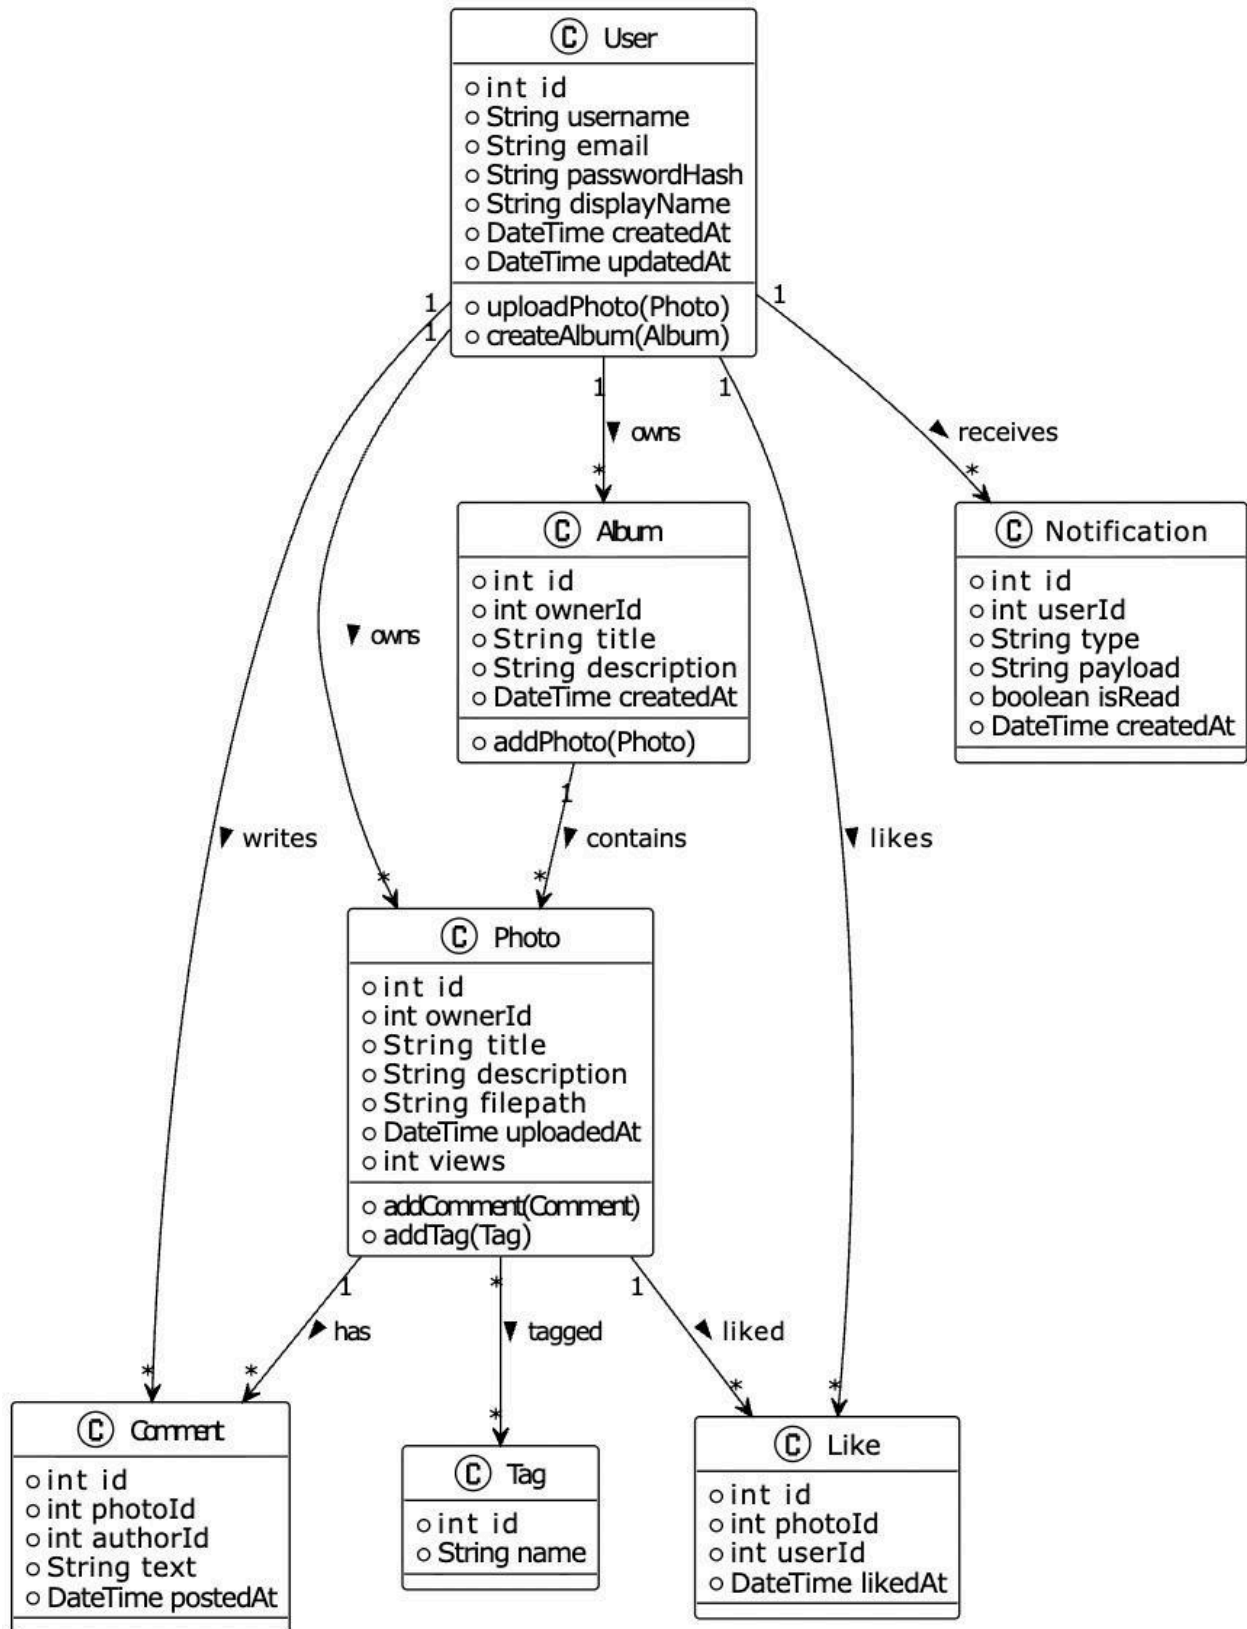 C User
int id
String username
String email
String passwordHash
String displayName
DateTime createdAt
DateTime updatedAt
uploadPhoto(Photo)
createAlbum(Album)
1
1
1
1
1
owns
receives
*
*
C Album
int id
int ownerId
String title
String description
DateTime createdAt
addPhoto(Photo)
C Notification
int id
int userId
String type
String payload
boolean isRead
DateTime createdAt
owns
1
writes
contains
likes
*
*
C Photo
int id
int ownerId
String title
String description
String filepath
DateTime uploadedAt
int views
addComment(Comment)
addTag(Tag)
1
*
1
has
tagged
liked
*
*
*
*
*
C Comment
int id
int photoId
int authorId
String text
DateTime postedAt
C Tag
int id
String name
C Like
int id
int photoId
int userId
DateTime likedAt